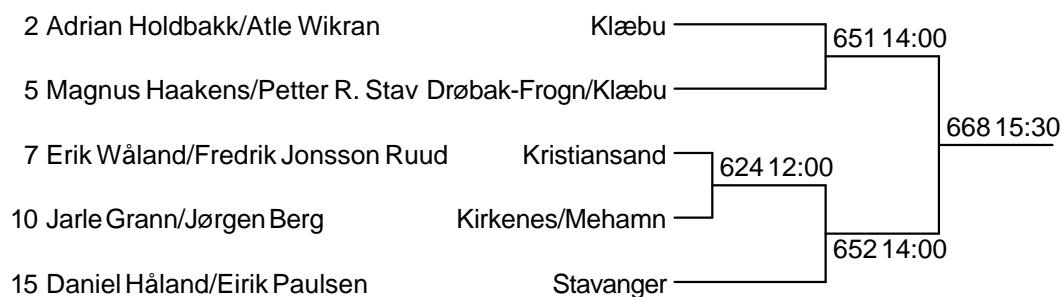 2 Adrian Holdbakk/Atle Wikran Klæbu
651 14:00
5 Magnus Haakens/Petter R. Stav Drøbak-Frogn/Klæbu
668 15:30
7 Erik Wåland/Fredrik Jonsson Ruud Kristiansand
624 12:00
10 Jarle Grann/Jørgen Berg Kirkenes/Mehamn
652 14:00
15 Daniel Håland/Eirik Paulsen Stavanger